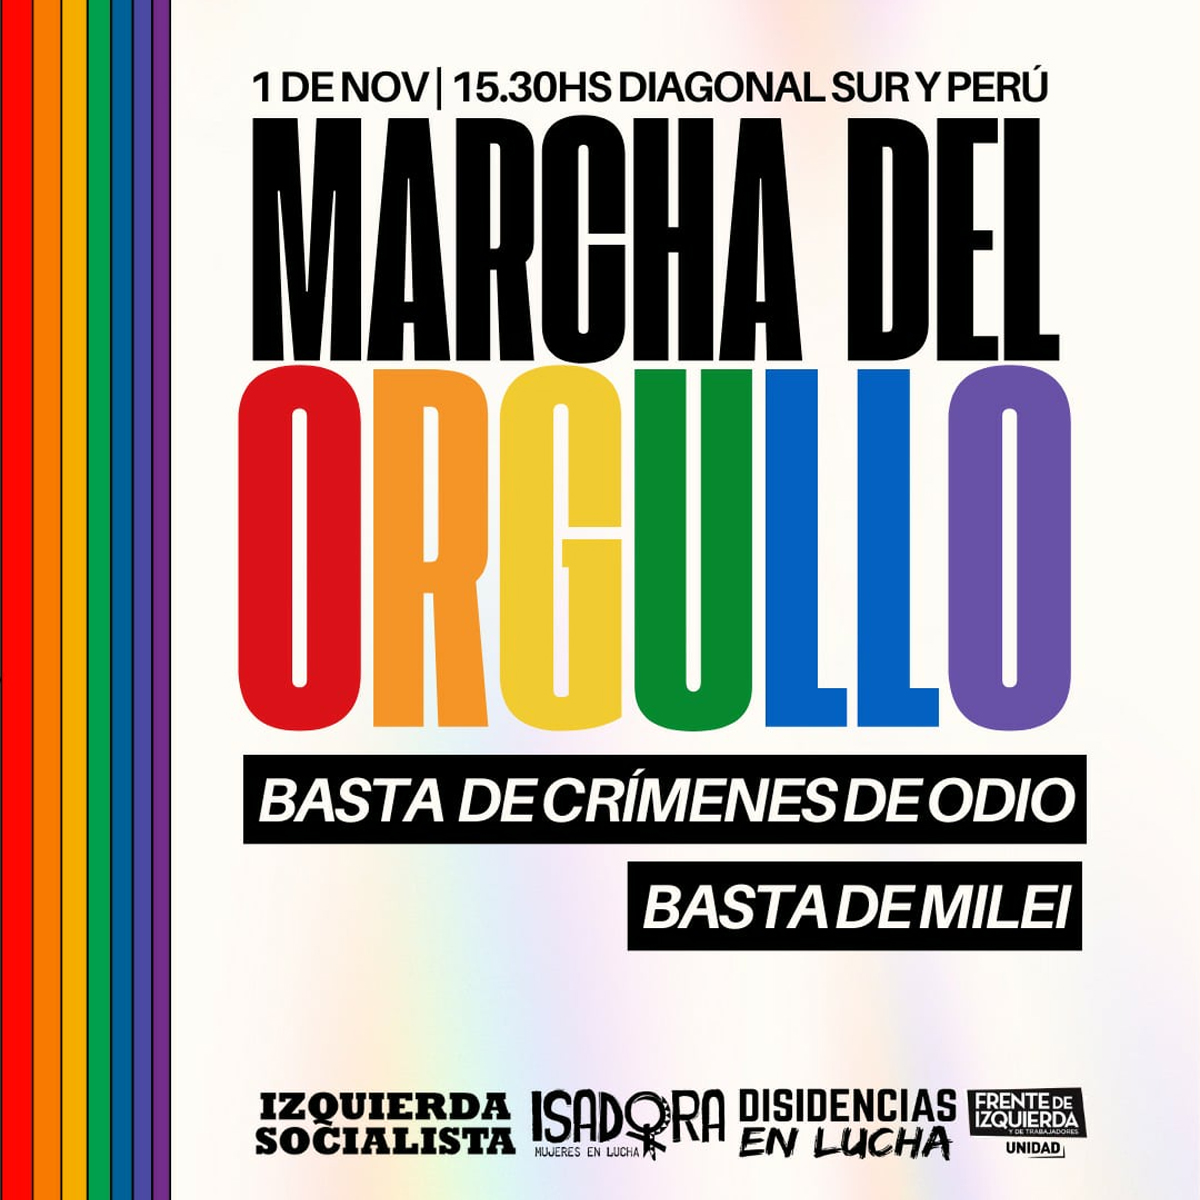 1 DE NOV| 15.30HS DIAGONAL SUR Y PERÚ
MARCHA DEL
ORGULLO
BASTA DE CRÍMENES DE ODIO
BASTA DE MILEI
IZQUIERDA
SOCIALISTA
ISADORA
MUJERES EN LUCHA
DISIDENCIAS
EN LUCHA
FRENTE DE
IZQUIERDA
Y DE TRABAJADORES
UNIDAD